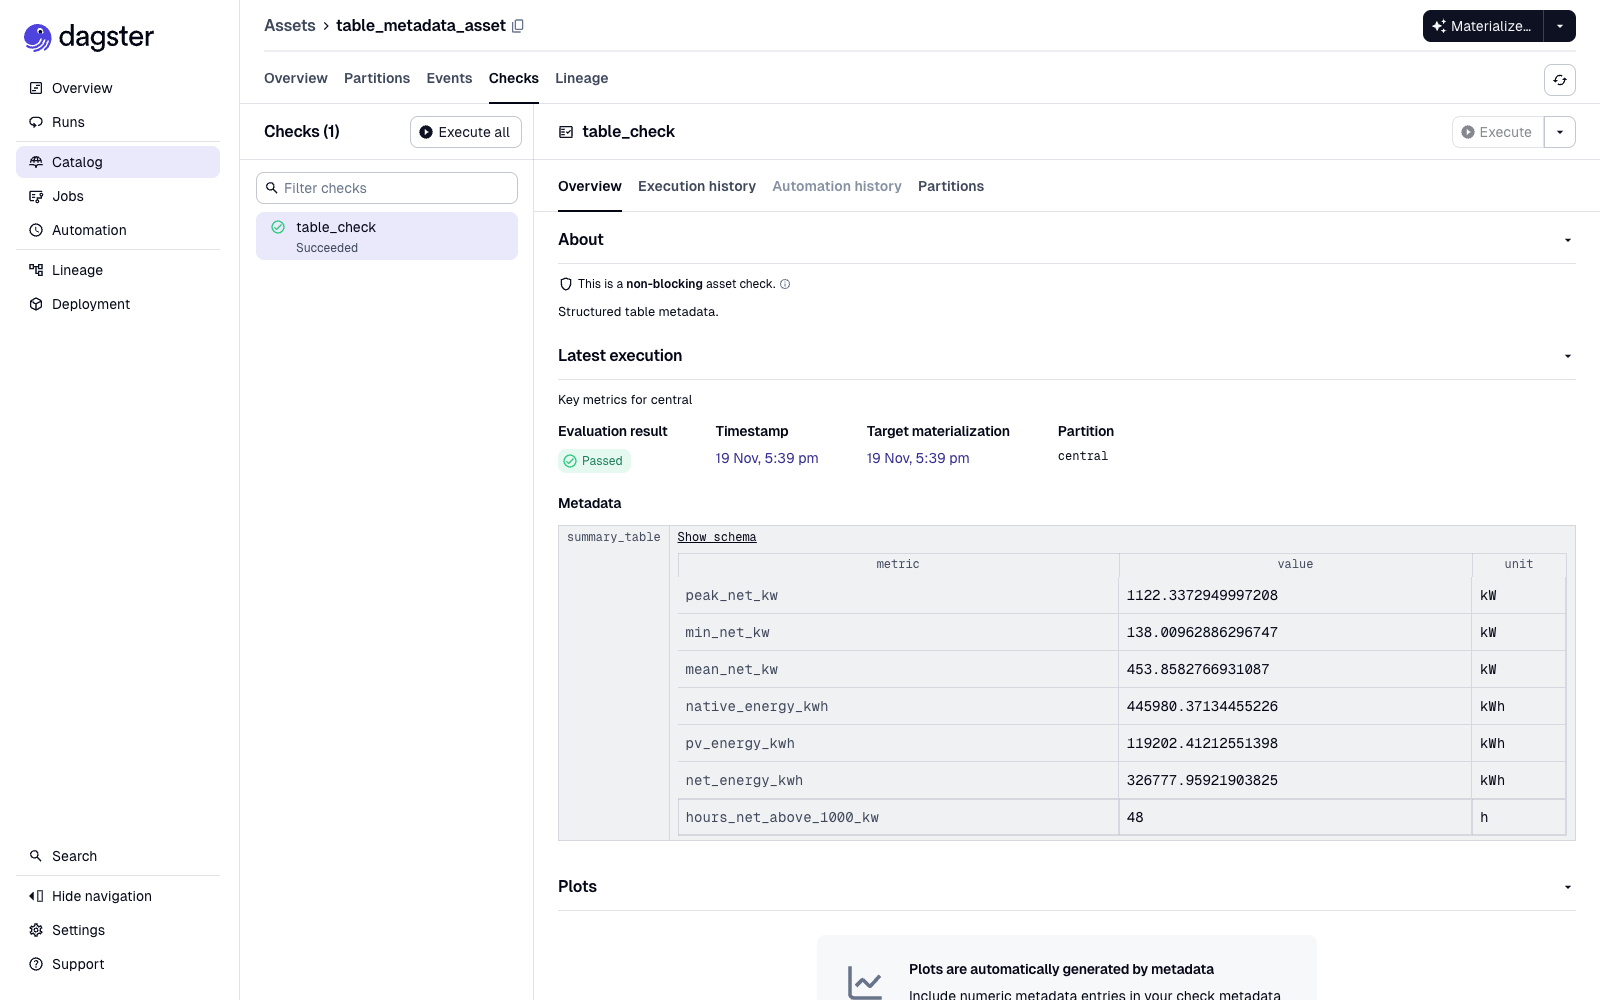 dagster
Overview
Runs
Catalog
Jobs
Automation
Lineage
Deployment
Search
Hide navigation
Settings
Support
Assets › table_metadata_asset
Materialize...
Overview Partitions Events Checks Lineage
Checks (1)
Execute all
Filter checks
table_check
Succeeded
table_check
Execute
Overview Execution history Automation history Partitions
About
This is a non-blocking asset check.
Structured table metadata.
Latest execution
Key metrics for central
Evaluation result Timestamp Target materialization Partition
Passed 19 Nov, 5:39 pm 19 Nov, 5:39 pm central
Metadata
summary_table Show schema
metric value unit
peak_net_kw 1122.3372949997208 kW
min_net_kw 138.00962886296747 kW
mean_net_kw 453.8582766931087 kW
native_energy_kwh 445980.37134455226 kWh
pv_energy_kwh 119202.41212551398 kWh
net_energy_kwh 326777.95921903825 kWh
hours_net_above_1000_kw 48 h
Plots
Plots are automatically generated by metadata
Include numeric metadata entries in your check metadata